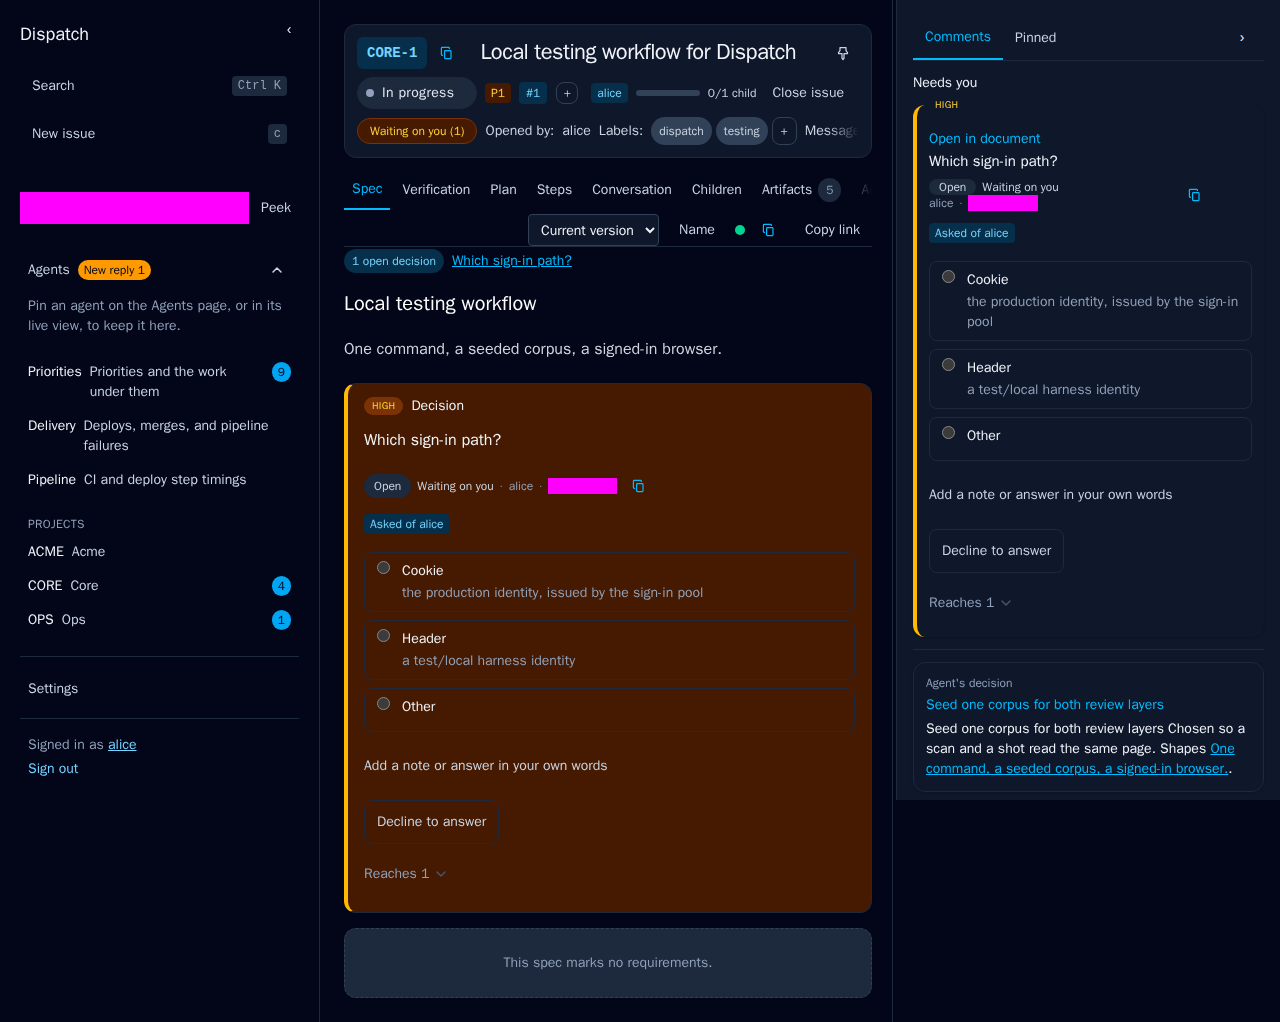 Dispatch
Search Ctrl K
New issue C
Peek
Agents New reply 1
Pin an agent on the Agents page, or in its
live view, to keep it here.
Priorities Priorities and the work
under them 9
Delivery Deploys, merges, and pipeline
failures
Pipeline CI and deploy step timings
PROJECTS
ACME Acme
CORE Core 4
OPS Ops 1
Settings
Signed in as alice
Sign out
CORE-1 Local testing workflow for Dispatch
In progress P1 #1 + alice 0/1 child Close issue
Waiting on you (1) Opened by: alice Labels: dispatch testing + Message
Spec Verification Plan Steps Conversation Children Artifacts 5 A
Current version Name Copy link
1 open decision Which sign-in path?
Local testing workflow
One command, a seeded corpus, a signed-in browser.
HIGH Decision
Which sign-in path?
Open Waiting on you · alice ·
Asked of alice
Cookie
the production identity, issued by the sign-in pool
Header
a test/local harness identity
Other
Add a note or answer in your own words
Decline to answer
Reaches 1
This spec marks no requirements.
Comments Pinned
Needs you
HIGH
Open in document
Which sign-in path?
Open Waiting on you
alice ·
Asked of alice
Cookie
the production identity, issued by the sign-in
pool
Header
a test/local harness identity
Other
Add a note or answer in your own words
Decline to answer
Reaches 1
Agent's decision
Seed one corpus for both review layers
Seed one corpus for both review layers Chosen so a
scan and a shot read the same page. Shapes One
command, a seeded corpus, a signed-in browser..